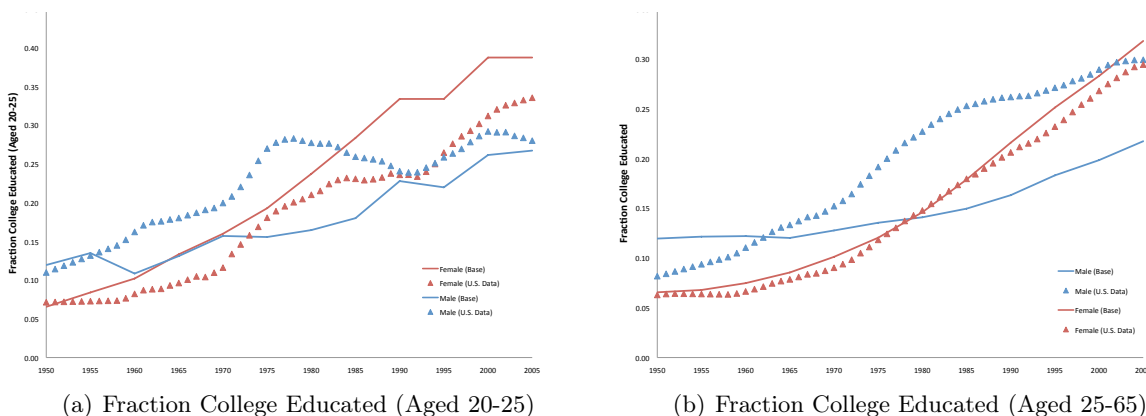 0.40
0.35
0.30
0.25
0.20
0.15
0.10
0.05
0.00
Fraction College Educated (Aged 20-25)
Female (Base)
Female (U.S. Data)
Male (Base)
Male (U.S. Data)
1950 1955 1960 1965 1970 1975 1980 1985 1990 1995 2000 2005
(a) Fraction College Educated (Aged 20-25)
0.30
0.25
0.20
0.15
0.10
0.05
0.00
Fraction College Educated
Male (Base)
Male (U.S. Data)
Female (Base)
Female (U.S. Data)
1950 1955 1960 1965 1970 1975 1980 1985 1990 1995 2000
(b) Fraction College Educated (Aged 25-65)